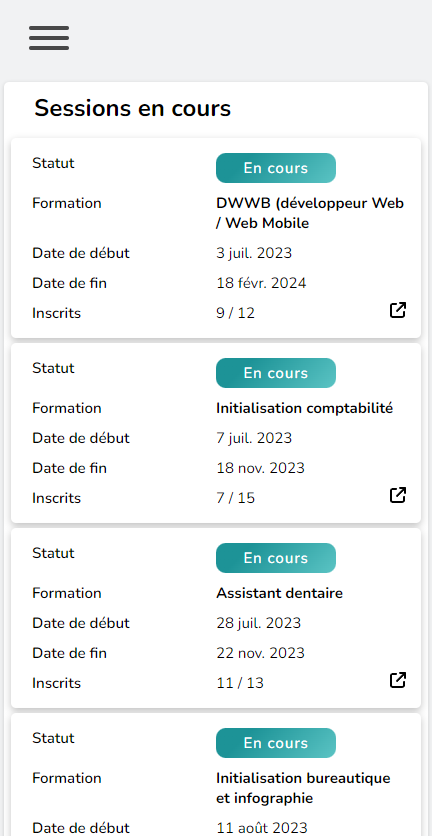 Sessions en cours
Statut En cours
Formation DWWB (développeur Web
/ Web Mobile
Date de début 3 juil. 2023
Date de fin 18 févr. 2024
Inscrits 9 / 12
Statut En cours
Formation Initialisation comptabilité
Date de début 7 juil. 2023
Date de fin 18 nov. 2023
Inscrits 7 / 15
Statut En cours
Formation Assistant dentaire
Date de début 28 juil. 2023
Date de fin 22 nov. 2023
Inscrits 11 / 13
Statut En cours
Formation Initialisation bureautique
et infographie
Date de début 11 août 2023